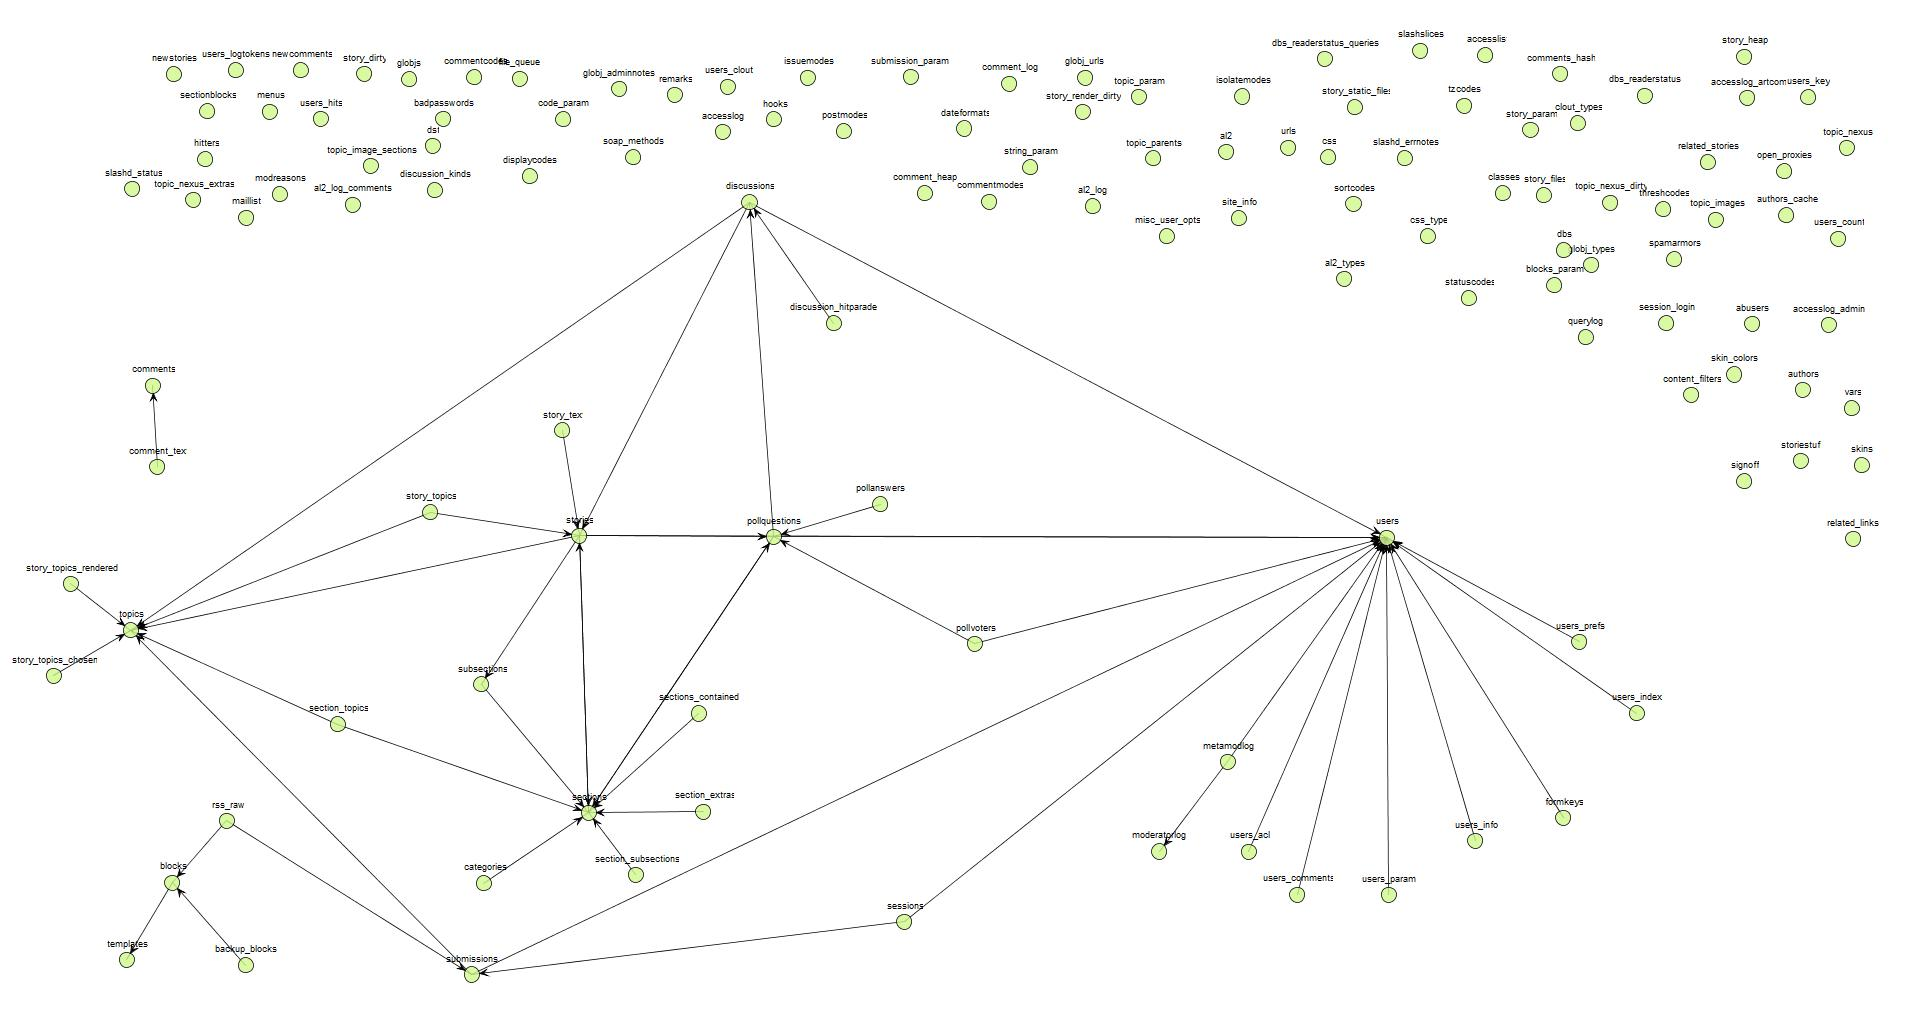 slashslices
accesslis
story_heap
dbs_readerstatus_queries
newstories
users_logtokens
newcomments
story_dirty
globjs
commentcodes
file_queue
globj_adminnotes
remarks
users_clout
issuemodes
submission_param
comment_log
globj_urls
topic_param
isolatemodes
comments_hash
dbs_readerstatus
accesslog_artcom
users_key
sectionblocks
menus
users_hits
badpasswords
code_param
accesslog
hooks
postmodes
dateformats
story_render_dirty
story_static_files
tzcodes
story_param
clout_types
dst
hitters
topic_image_sections
displaycodes
soap_methods
string_param
topic_parents
al2
urls
css
slashd_errnotes
related_stories
open_proxies
topic_nexus
slashd_status
topic_nexus_extras
modreasons
al2_log_comments
discussion_kinds
maillist
discussions
comment_heap
commentmodes
al2_log
misc_user_opts
site_info
sortcodes
css_type
classes
story_files
topic_nexus_dirty
threshcodes
topic_images
authors_cache
users_count
dbs
globj_types
spamarmors
al2_types
statuscodes
blocks_param
discussion_hitparade
querylog
session_login
abusers
accesslog_admin
comments
skin_colors
content_filters
authors
vars
story_tex
comment_tex
storiestuf
skins
signoff
story_topics
pollanswers
stories
pollquestions
users
related_links
story_topics_rendered
topics
pollvoters
users_prefs
story_topics_chosen
subsections
sections_contained
users_index
section_topics
metamodlog
rss_raw
sections
section_extras
formkeys
moderatorlog
users_acl
users_info
blocks
categories
section_subsections
users_comments
users_param
sessions
templates
backup_blocks
submissions